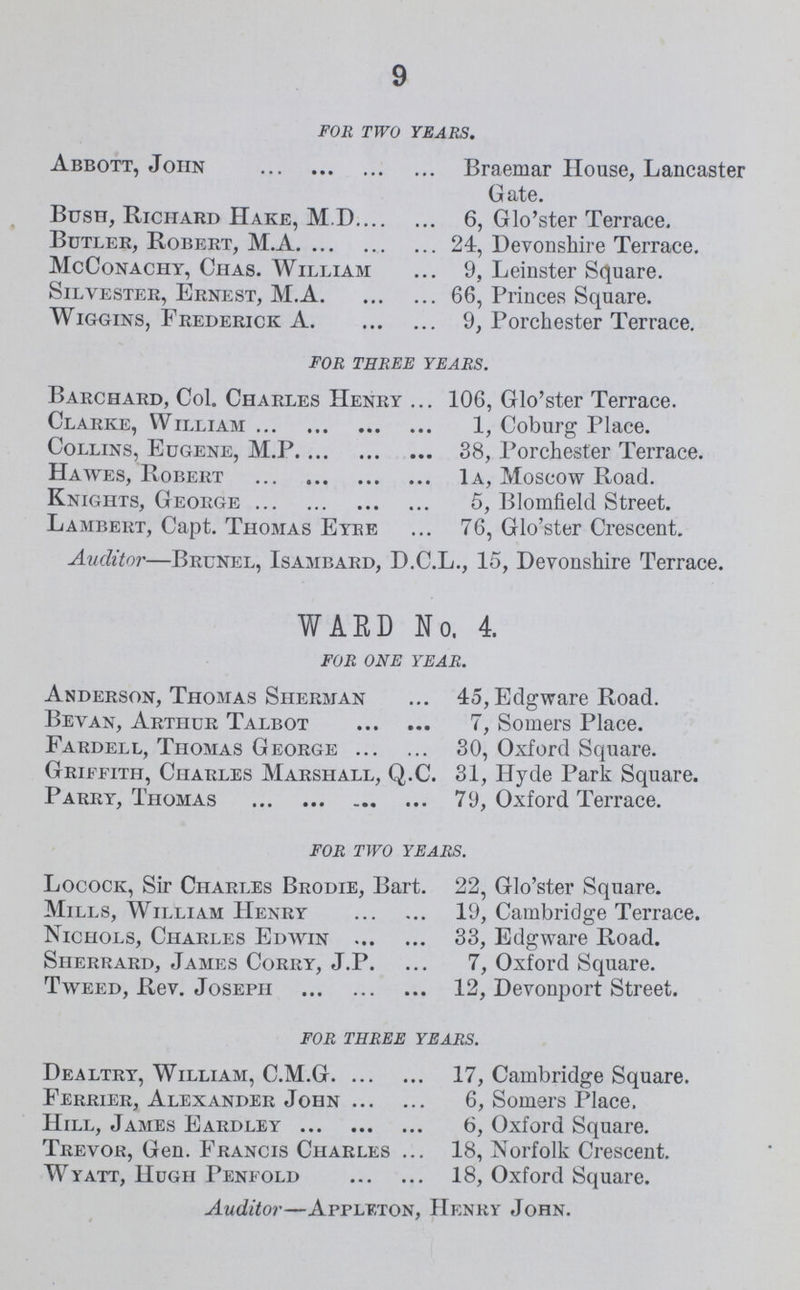 9
FOR TWO YEARS.
ABBOTT, JOHN ... ... ... ... Braemar House, Lancaster
Gate.
BUSH, RICHARD HAKE, M.D.... ... 6, Glo'ster Terrace.
BUTLER, ROBERT, M.A. ... ... ... 24, Devonshire Terrace.
MCCONACHY, CHAS. WILLIAM ... 9, Leinster Square.
SILVESTER, ERNEST, M.A. ... ... 66, Princes Square.
WIGGINS, FREDERICK A. ... ... 9, Porchester Terrace.
FOR THREE YEARS.
BARCHARD, Col. CHARLES HENRY ... 106, Glo'ster Terrace.
CLARKE, WILLIAM ... ... ... ... 1, Coburg Place.
COLLINS, EUGENE, M.P. ... ... ... 38, Porchester Terrace.
HAWES, ROBERT ... ... ... ... 1A, Moscow Road.
KNIGHTS, GEORGE ... ... ... ... 5, Blomfield Street.
LAMBERT, Capt. THOMAS EYRE ... 76, Glo'ster Crescent.
Auditor—BRUNEL, ISAMBARD, D.C.L., 15, Devonshire Terrace.
WARD No. 4.
FOR ONE YEAR.
ANDERSON, THOMAS SHERMAN ... 45, Edgware Road.
BEVAN, ARTHUR TALBOT ... ... 7, Somers Place.
FARDELL, THOMAS GEORGE ... ... 30, Oxford Square.
GRIFFITH, CHARLES MARSHALL, Q.C. 31, Hyde Park Square.
PARRY, THOMAS ... ... ... ... 79, Oxford Terrace.
FOR TWO YEARS.
LOCOCK, Sir CHARLES BRODIE, Bart. 22, Glo'ster Square.
MILLS, WILLIAM HENRY ... ... 19, Cambridge Terrace.
NICHOLS, CHARLES EDWIN ... ... 33, Edgware Road.
SHERRARD, JAMES CORRY, J.P. ... 7, Oxford Square.
TWEED, Rev. JOSEPH ... ... ... 12, Devonport Street.
FOR THREE YEARS.
DEALTRY, WILLIAM, C.M.G. ... ... 17, Cambridge Square.
FERRIER, ALEXANDER JOHN ... ... 6, Somers Place.
HILL, JAMES EARDLEY ... ... ... 6, Oxford Square.
TREVOR, Gen. FRANCIS CHARLES ... 18, Norfolk Crescent.
WYATT, HUGH PENFOLD ... ... 18, Oxford Square.
Auditor—APPLETON, HENRY JOHN.